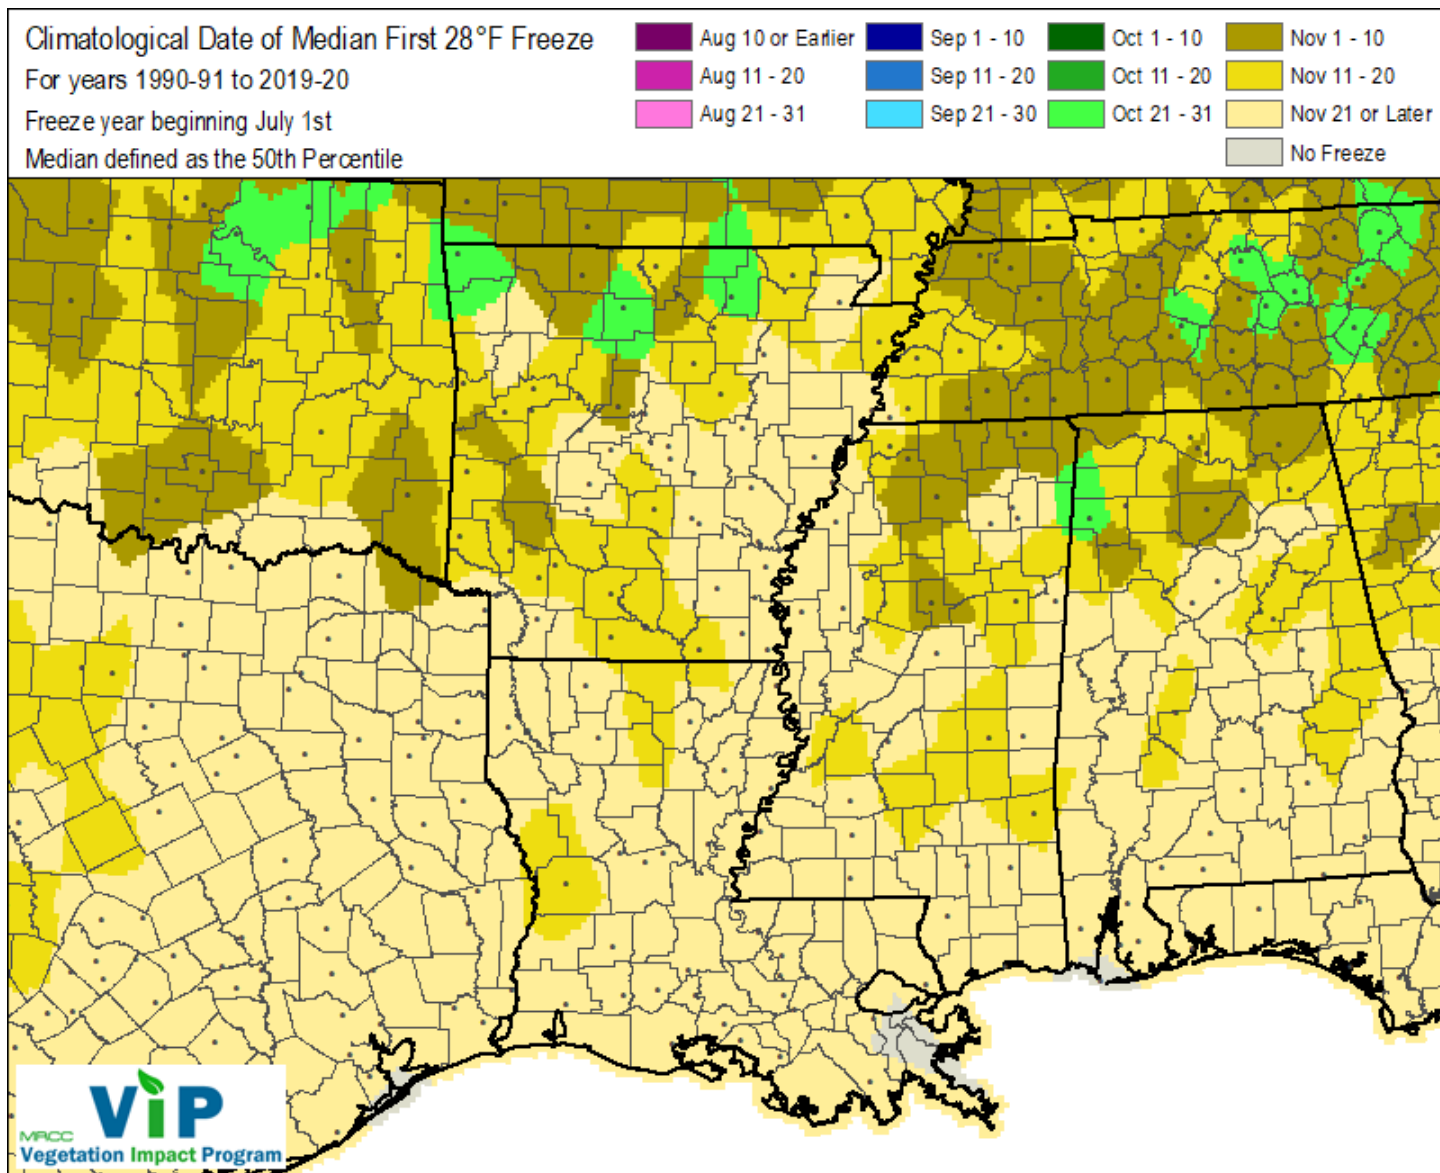 Climatological Date of Median First 28°F Freeze
For years 1990-91 to 2019-20
Freeze year beginning July 1st
Median defined as the 50th Percentile
Aug 10 or Earlier
Aug 11 - 20
Aug 21 - 31
Sep 1 - 10
Sep 11 - 20
Sep 21 - 30
Oct 1 - 10
Oct 11 - 20
Oct 21 - 31
Nov 1 - 10
Nov 11 - 20
Nov 21 or Later
No Freeze
MRCC ViP
Vegetation Impact Program